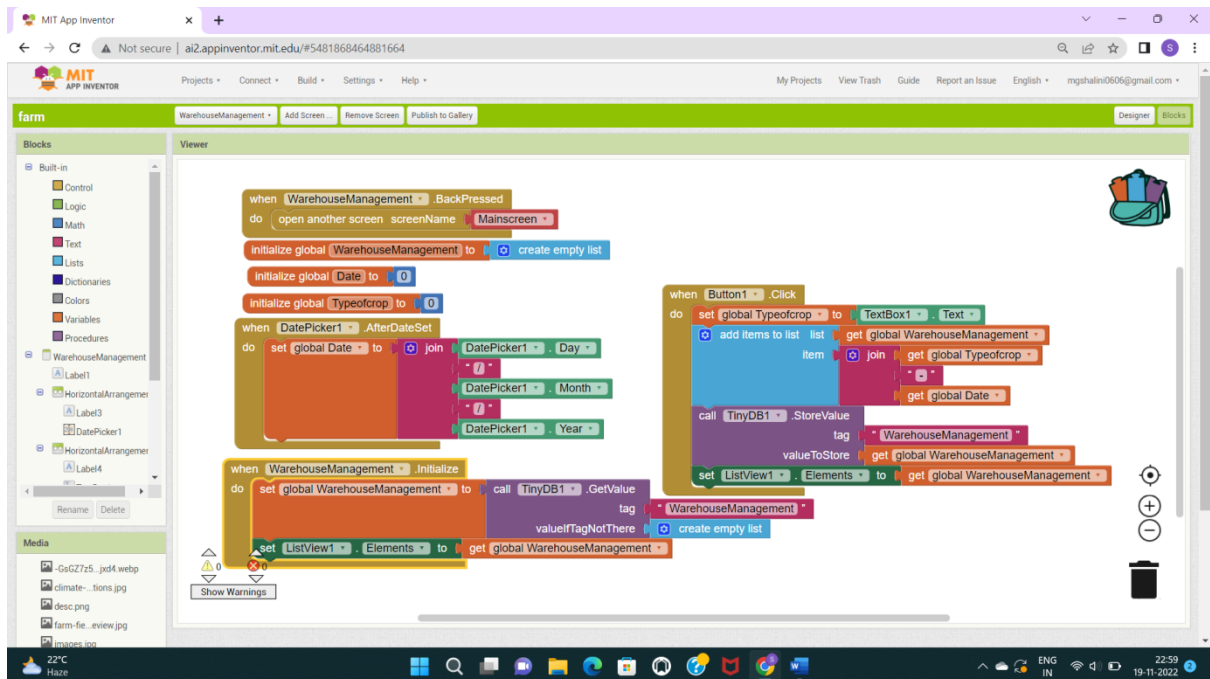 MIT App Inventor
Not secure | ai2.appinventor.mit.edu/#5481868464881664
S
MIT
APP INVENTOR
Projects Connect Build Settings Help
My Projects View Trash Guide Report an Issue English mgshalini0606@gmail.com
farm
WarehouseManagement Add Screen ... Remove Screen Publish to Gallery
Designer Blocks
Blocks
Viewer
Built-in
Control
Logic
Math
Text
Lists
Dictionaries
Colors
Variables
Procedures
WarehouseManagement
Label1
HorizontalArrangemer
Label3
DatePicker1
HorizontalArrangemer
Label4
Rename Delete
Media
-GsGZ7z5...jxd4.webp
climate-...tions.jpg
desc.png
farm-fie...eview.jpg
images.jpg
when WarehouseManagement .BackPressed
do open another screen screenName Mainscreen
initialize global WarehouseManagement to create empty list
initialize global Date to 0
initialize global Typeofcrop to 0
when DatePicker1 .AfterDateSet
do set global Date to join DatePicker1 . Day
" / "
DatePicker1 . Month
" / "
DatePicker1 . Year
when WarehouseManagement .Initialize
do set global WarehouseManagement to call TinyDB1 .GetValue
tag " WarehouseManagement "
valueIfTagNotThere create empty list
set ListView1 . Elements to get global WarehouseManagement
when Button1 .Click
do set global Typeofcrop to TextBox1 . Text
add items to list list get global WarehouseManagement
item join get global Typeofcrop
" - "
get global Date
call TinyDB1 .StoreValue
tag " WarehouseManagement "
valueToStore get global WarehouseManagement
set ListView1 . Elements to get global WarehouseManagement
0 0
Show Warnings
22°C
Haze
ENG
IN
22:59
19-11-2022
2